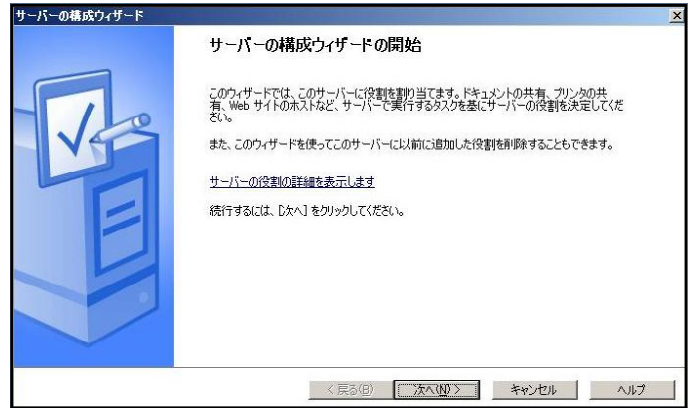 サーバーの構成ウィザード
サーバーの構成ウィザードの開始
このウィザードでは、このサーバーに役割を割り当てます。ドキュメントの共有、プリンタの共
有、Web サイトのホストなど、サーバーで実行するタスクを基にサーバーの役割を決定してくだ
さい。
また、このウィザードを使ってこのサーバーに以前に追加した役割を削除することもできます。
サーバーの役割の詳細を表示します
続行するには、[次へ] をクリックしてください。
< 戻る(B)
次へ(N) >
キャンセル
ヘルプ